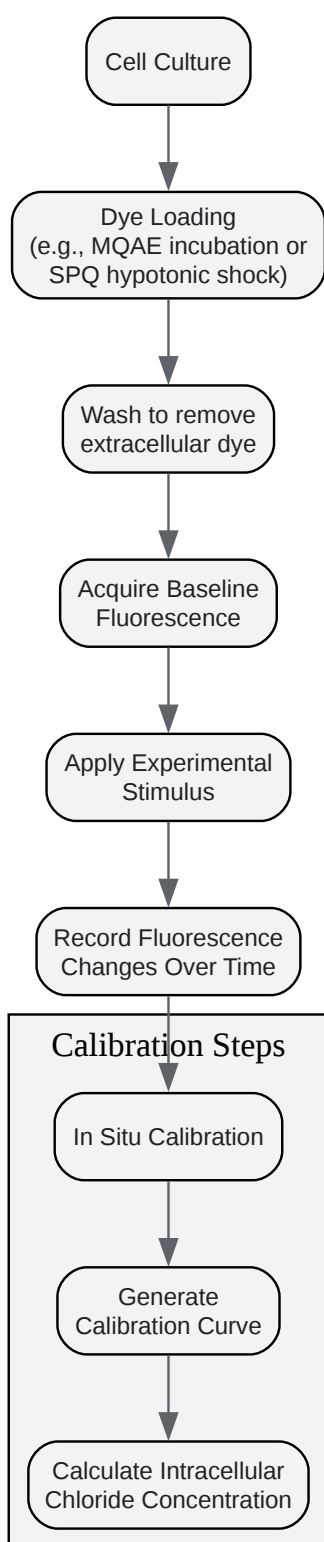 Cell Culture
Dye Loading
(e.g., MQAE incubation or
SPQ hypotonic shock)
Wash to remove
extracellular dye
Acquire Baseline
Fluorescence
Apply Experimental
Stimulus
Record Fluorescence
Changes Over Time
Calibration Steps
In Situ Calibration
Generate
Calibration Curve
Calculate Intracellular
Chloride Concentration